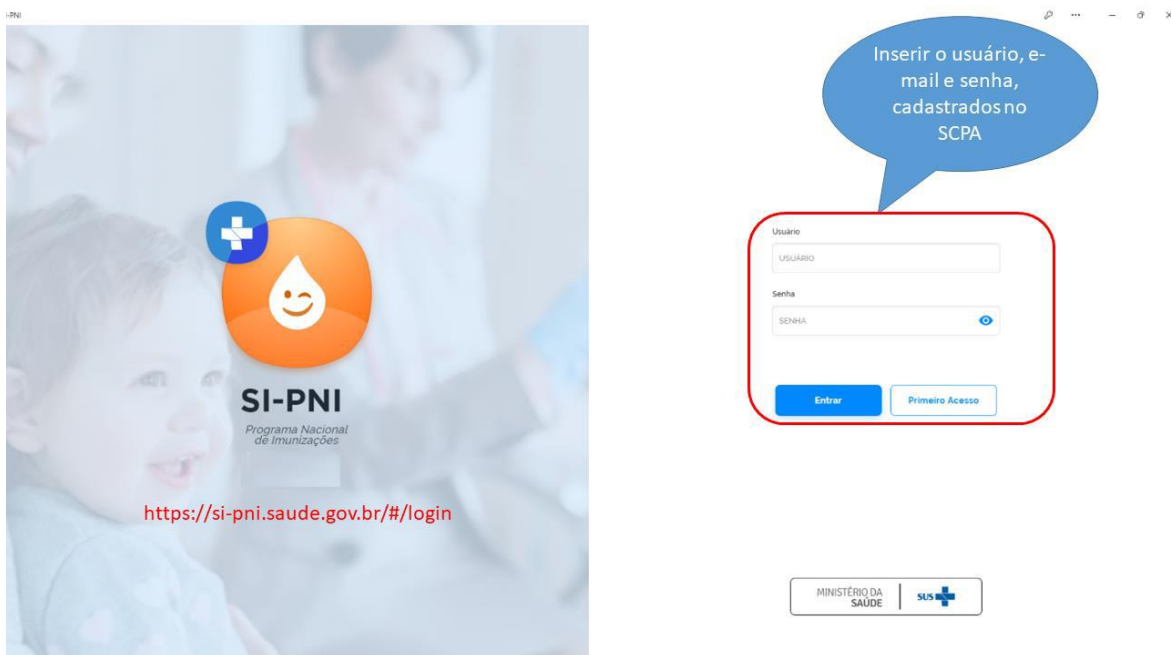 I-PNI
Inserir o usuário, e-
mail e senha,
cadastrados no
SCPA
SI-PNI
Programa Nacional
de Imunizações
https://si-pni.saude.gov.br/#/login
Usuário
USUÁRIO
Senha
SENHA
Entrar
Primeiro Acesso
MINISTÉRIO DA
SAÚDE
SUS